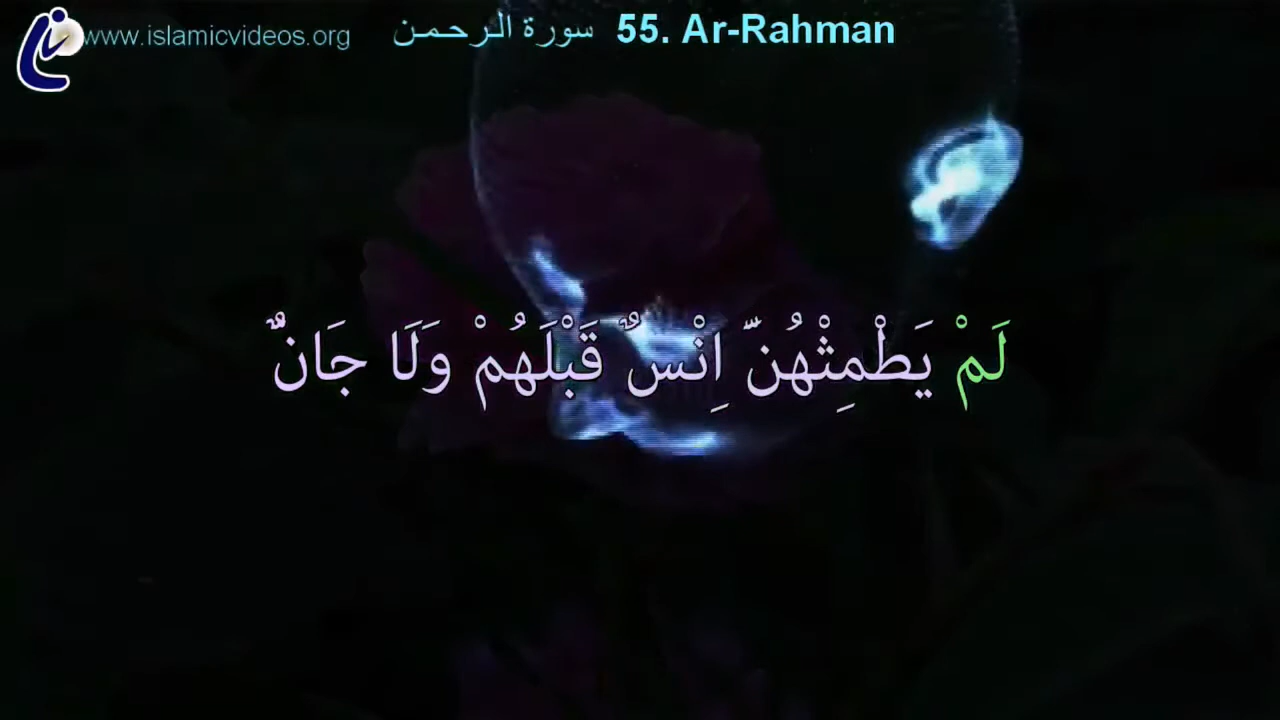 www.islamicvideos.org سورة الرحمن 55. Ar-Rahman
لَمْ يَطْمِثْهُنَّ اِنْسٌ قَبْلَهُمْ وَلَا جَانٌّ